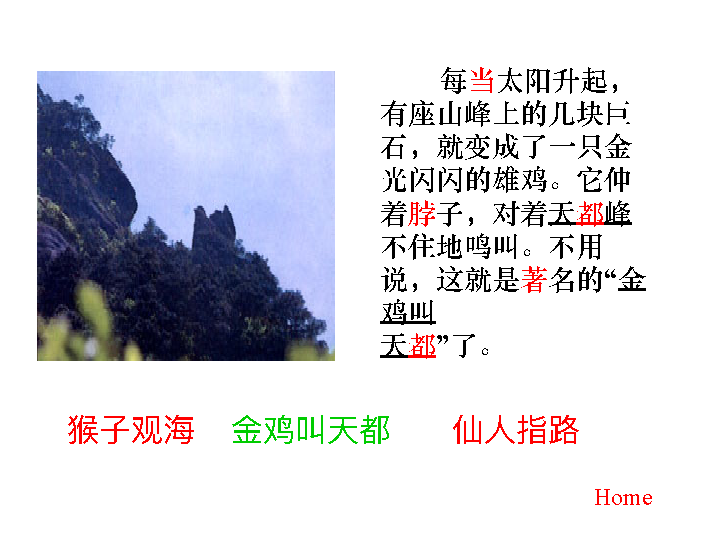 每当太阳升起，
有座山峰上的几块巨
石，就变成了一只金
光闪闪的雄鸡。它伸
着脖子，对着天都峰
不住地鸣叫。不用
说，这就是著名的“金
鸡叫
天都”了。
猴子观海 金鸡叫天都 仙人指路
Home